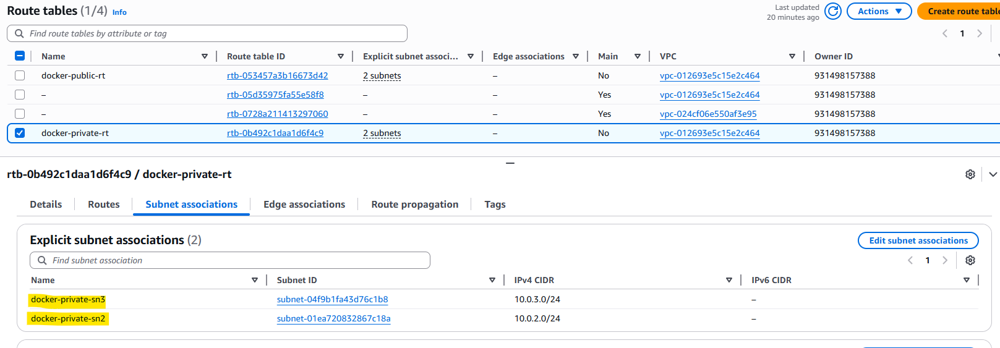 Route tables (1/4) Info
Last updated
20 minutes ago
Actions
Create route table
Find route tables by attribute or tag
1
Name Route table ID Explicit subnet associ... Edge associations Main VPC Owner ID
docker-public-rt rtb-053457a3b16673d42 2 subnets – No vpc-012693e5c15e2c464 931498157388
– rtb-05d35975fa55e58f8 – – Yes vpc-012693e5c15e2c464 931498157388
– rtb-0728a211413297060 – – Yes vpc-024cf06e550af3e95 931498157388
docker-private-rt rtb-0b492c1daa1d6f4c9 2 subnets – No vpc-012693e5c15e2c464 931498157388
rtb-0b492c1daa1d6f4c9 / docker-private-rt
Details Routes Subnet associations Edge associations Route propagation Tags
Explicit subnet associations (2)
Edit subnet associations
Find subnet association
1
Name Subnet ID IPv4 CIDR IPv6 CIDR
docker-private-sn3 subnet-04f9b1fa43d76c1b8 10.0.3.0/24 –
docker-private-sn2 subnet-01ea720832867c18a 10.0.2.0/24 –